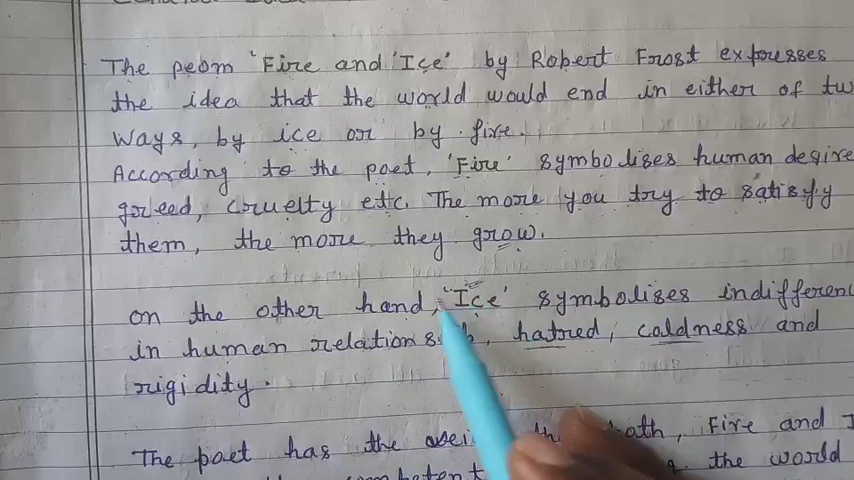 The peom 'Fire and 'Ice' by Robert Frost expresses
the idea that the world would end in either of tw
ways, by ice or by fire.
According to the poet, 'Fire' symbolises human desire
greed, cruelty etc. The more you try to satisfy
them, the more they grow.
on the other hand, 'Ice' symbolises indifferenc
in human relations, hatred, coldness and
rigidity.
The poet has the both, Fire and I
the world